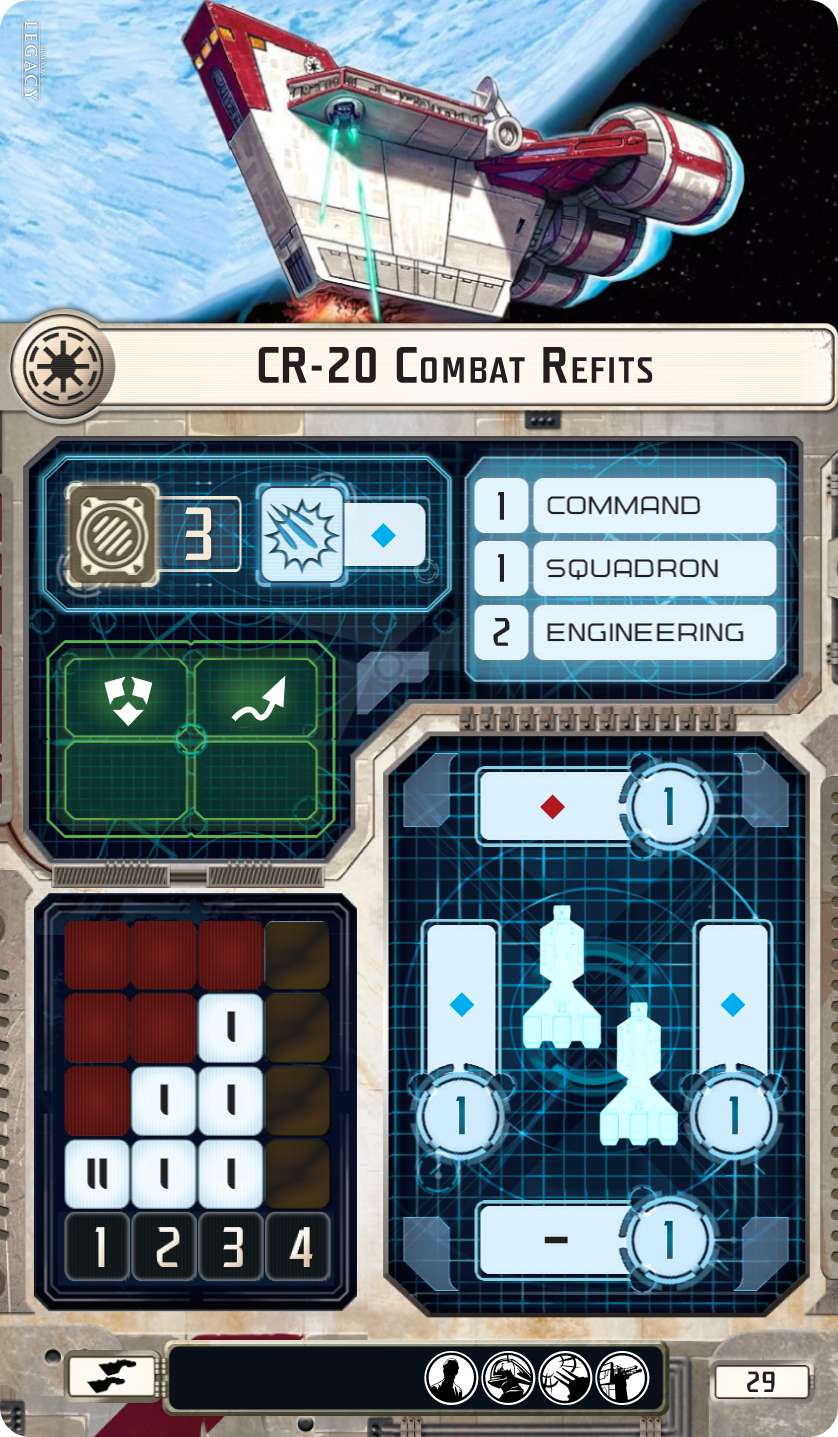 LEGACY
CR-20 COMBAT REFITS
3
1 COMMAND
1 SQUADRON
2 ENGINEERING
1
1 1
1
I
I I
II I I
1 2 3 4
29